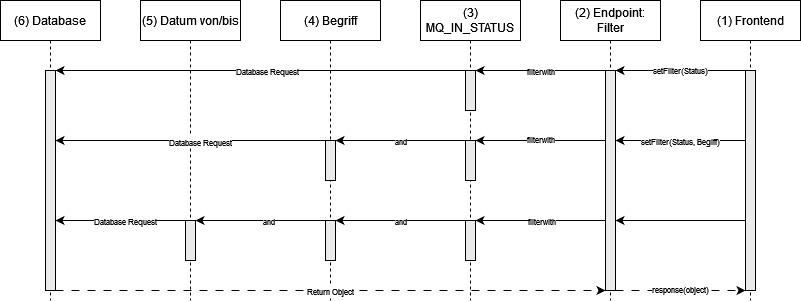 (6) Database
(5) Datum von/bis
(4) Begriff
(3)
MQ_IN_STATUS
(2) Endpoint:
Filter
(1) Frontend
Database Request
filterwith
setFilter(Status)
Database Request
and
filterwith
setFilter(Status, Begiff)
Database Request
and
and
filterwith
Return Object
response(object)